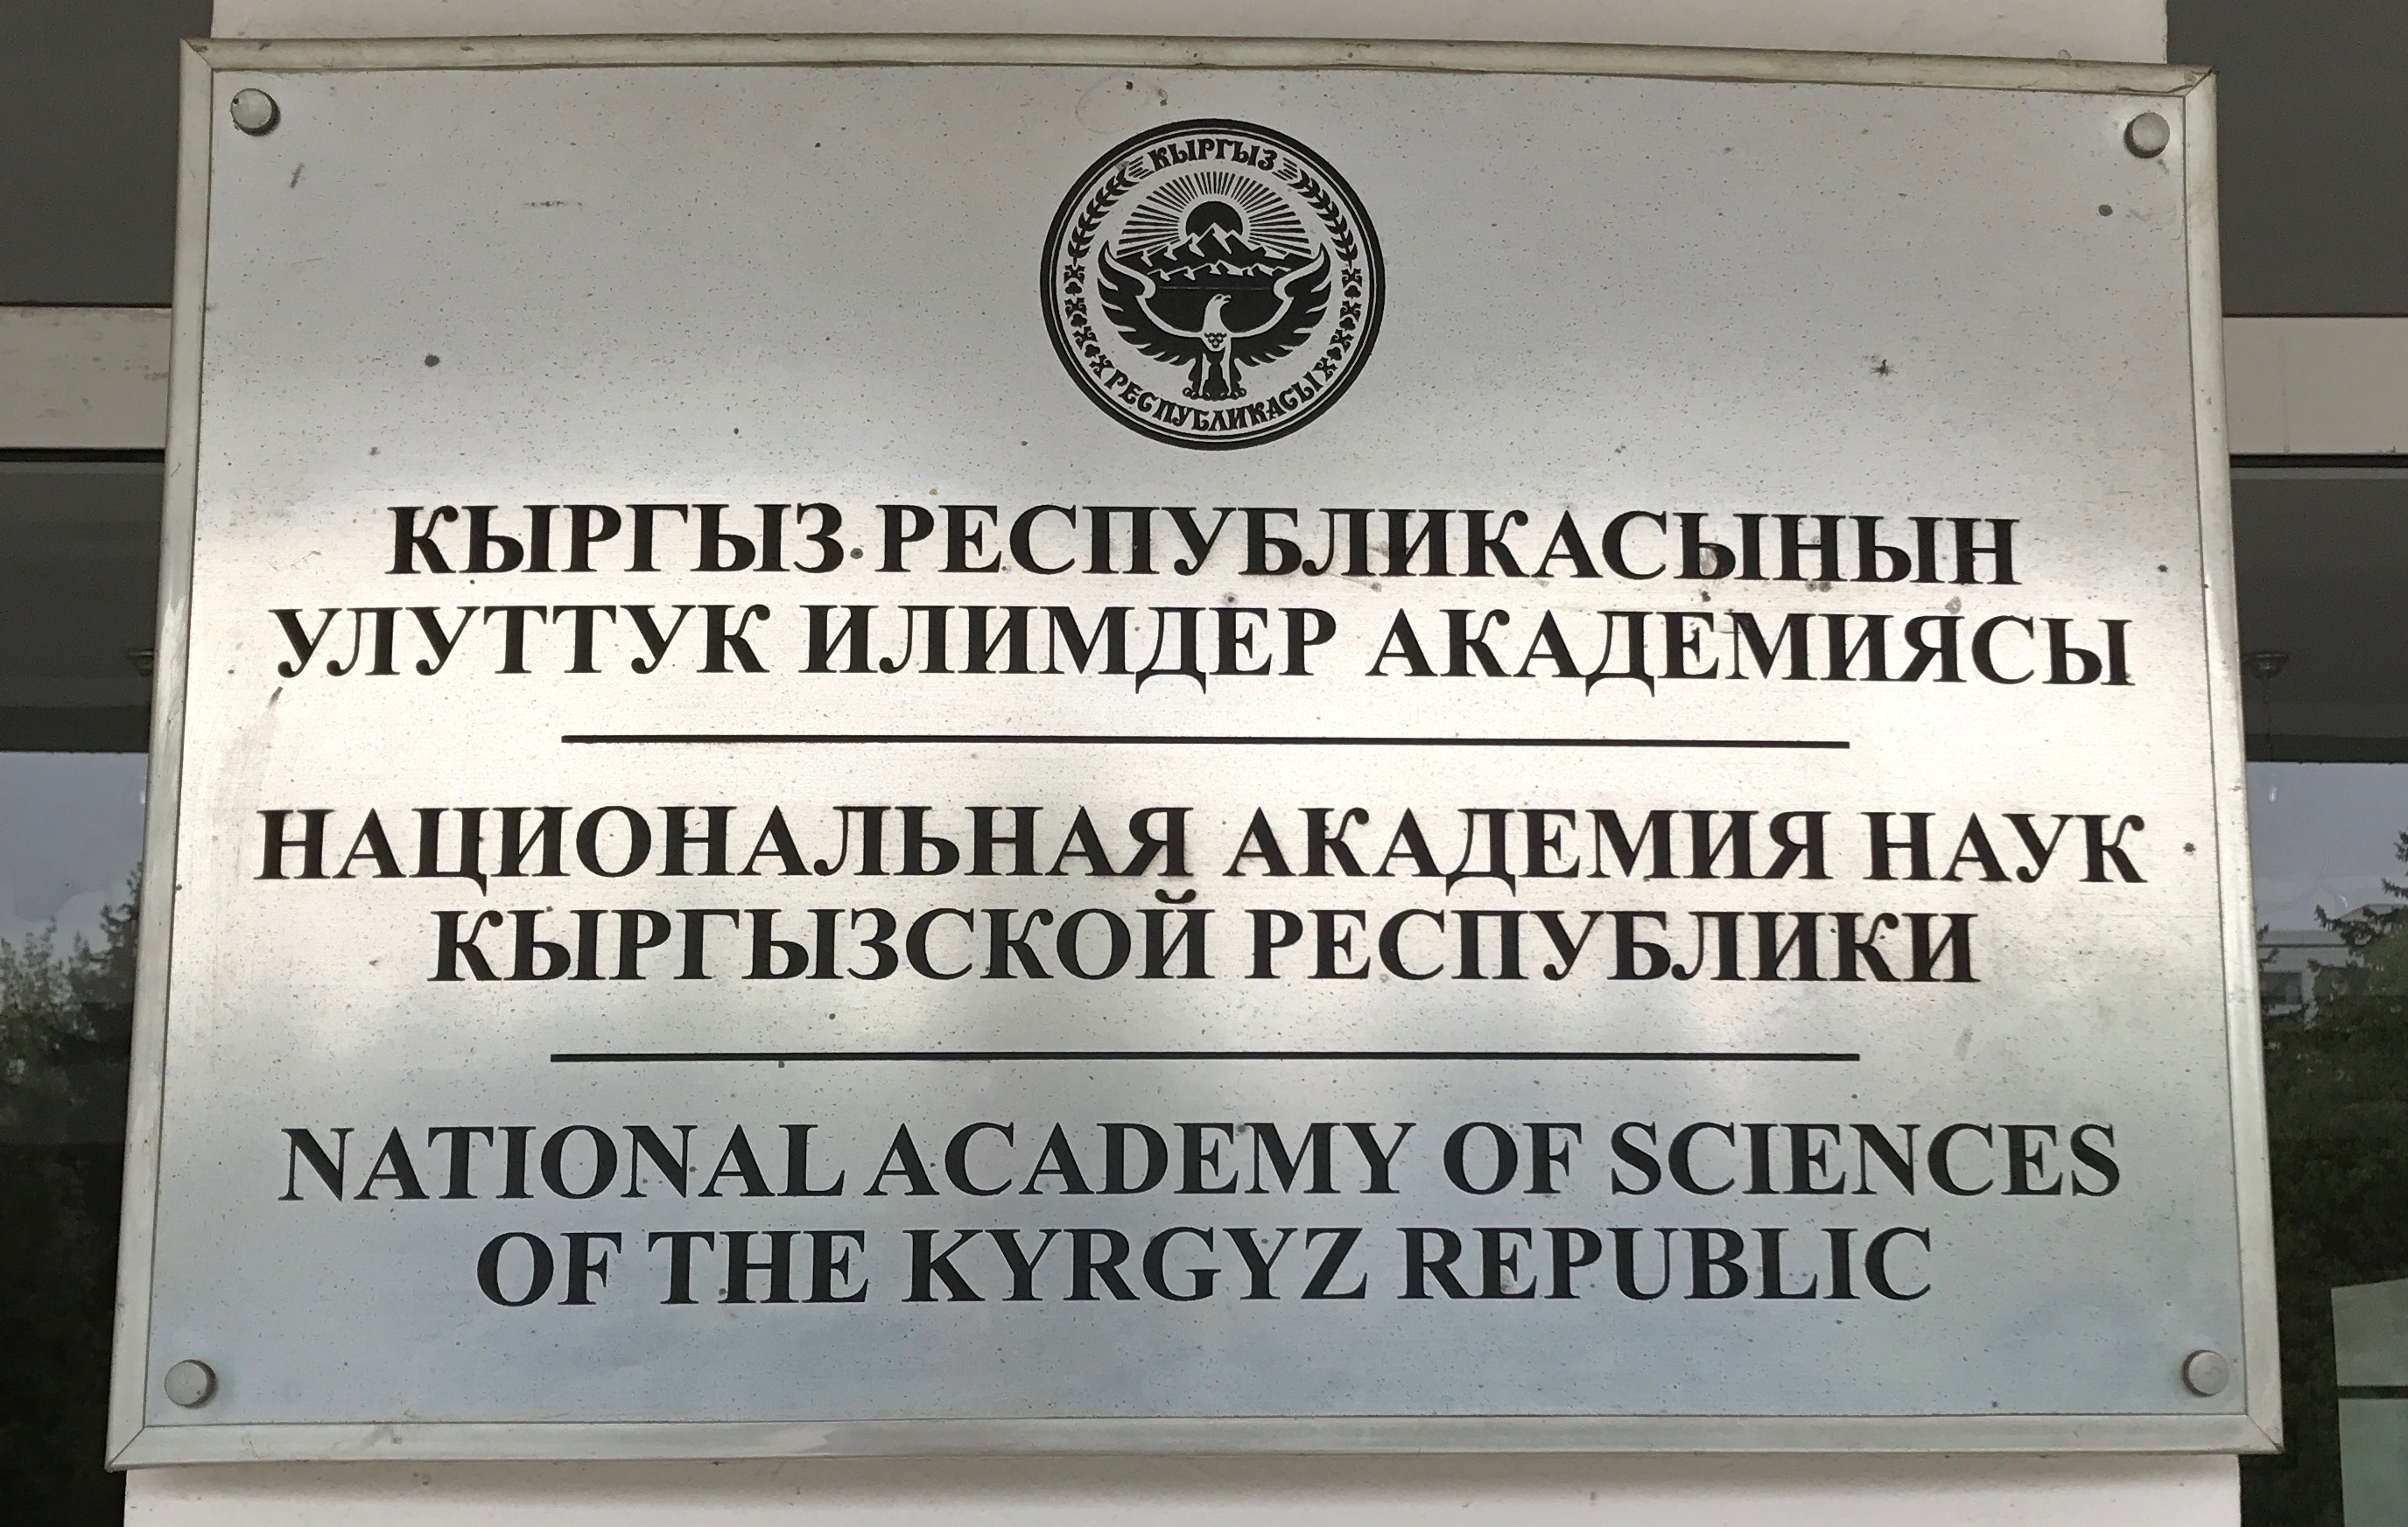 КЫРГЫЗ
РЕСПУБЛИКАСЫ
КЫРГЫЗ РЕСПУБЛИКАСЫНЫН
УЛУТТУК ИЛИМДЕР АКАДЕМИЯСЫ
НАЦИОНАЛЬНАЯ АКАДЕМИЯ НАУК
КЫРГЫЗСКОЙ РЕСПУБЛИКИ
NATIONAL ACADEMY OF SCIENCES
OF THE KYRGYZ REPUBLIC